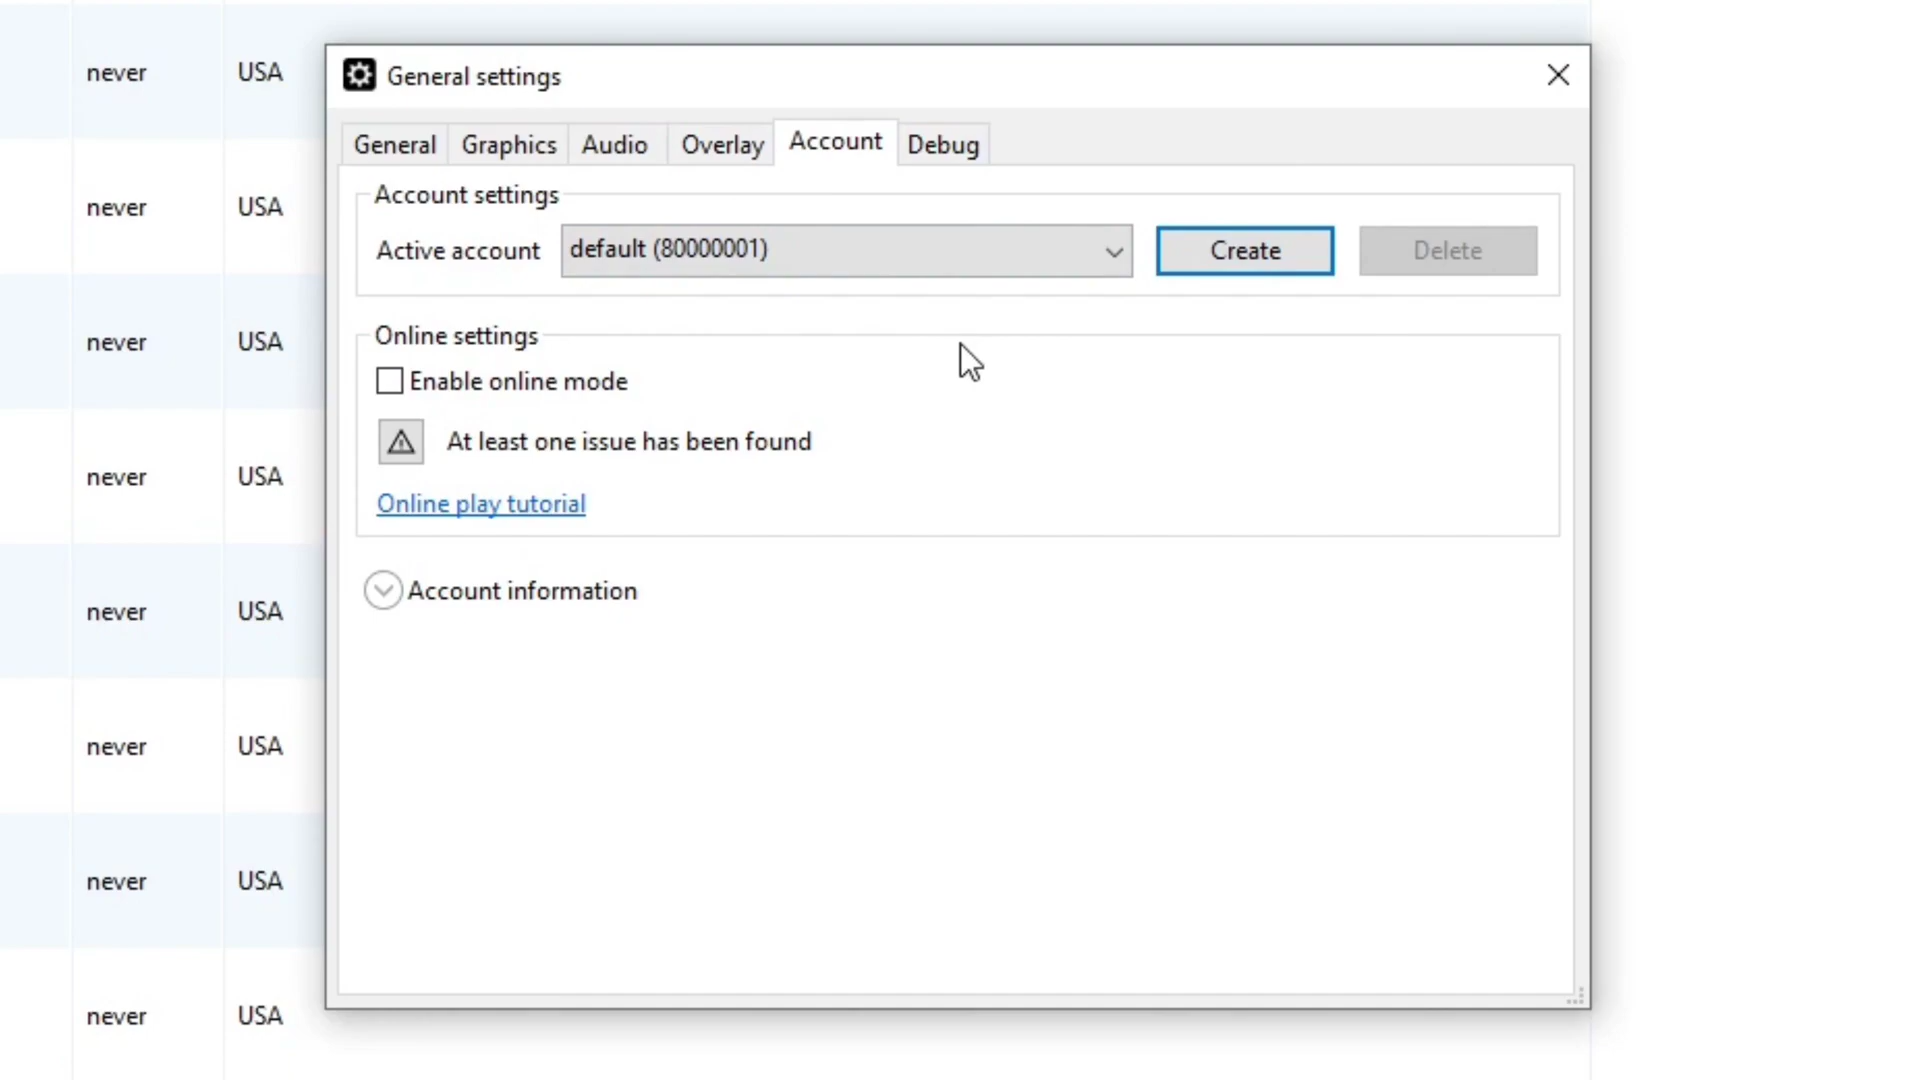 General settings
General Graphics Audio Overlay Account Debug
Account settings
Active account default (80000001) Create Delete
Online settings
Enable online mode
At least one issue has been found
Online play tutorial
Account information
never USA
never USA
never USA
never USA
never USA
never USA
never USA
never USA